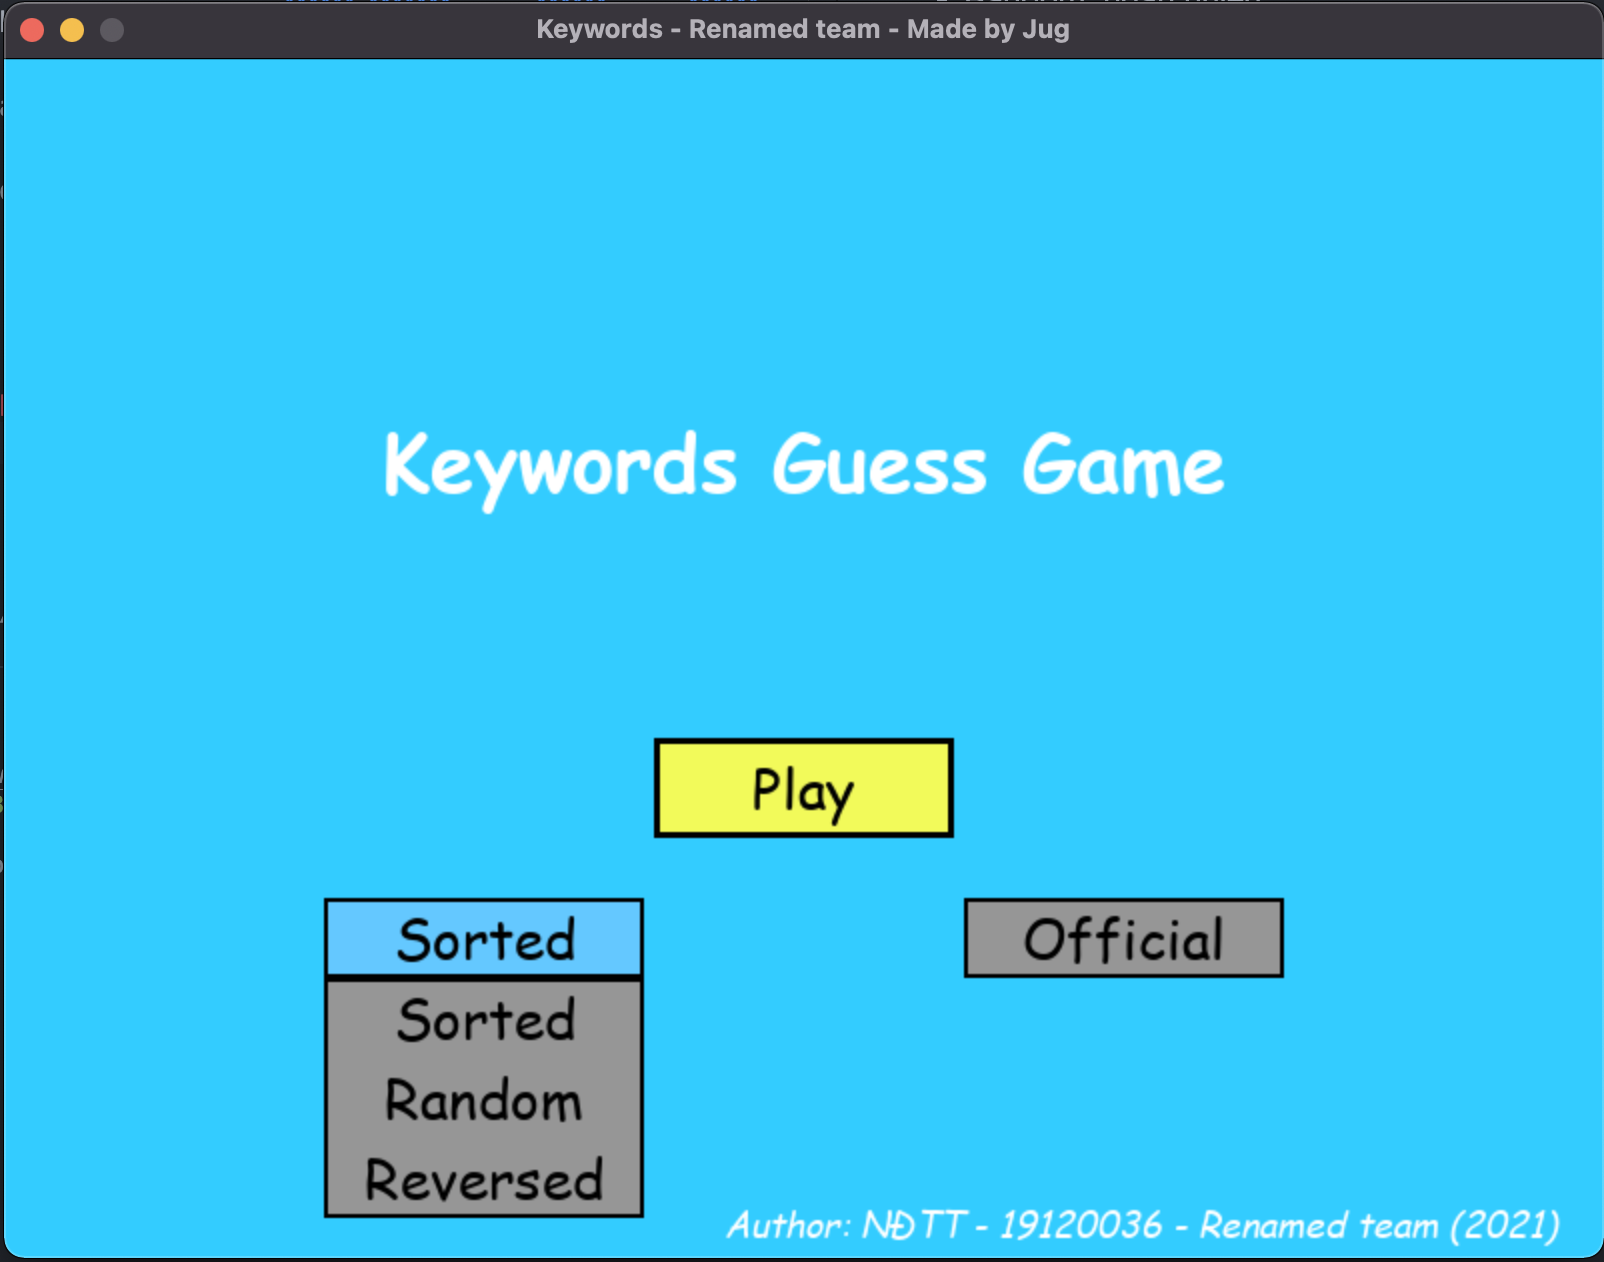 Keywords - Renamed team - Made by Jug
Keywords Guess Game
Play
Sorted
Official
Sorted
Random
Reversed
Author: NĐTT - 19120036 - Renamed team (2021)